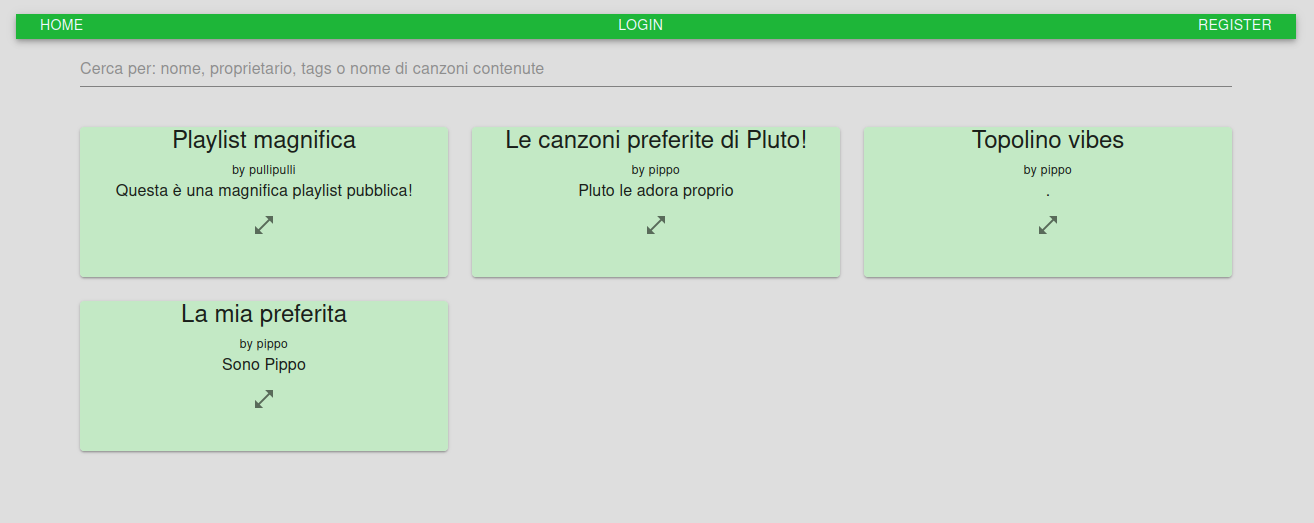 HOME LOGIN REGISTER
Cerca per: nome, proprietario, tags o nome di canzoni contenute
Playlist magnifica
by pullipulli
Questa è una magnifica playlist pubblica!
Le canzoni preferite di Pluto!
by pippo
Pluto le adora proprio
Topolino vibes
by pippo
.
La mia preferita
by pippo
Sono Pippo